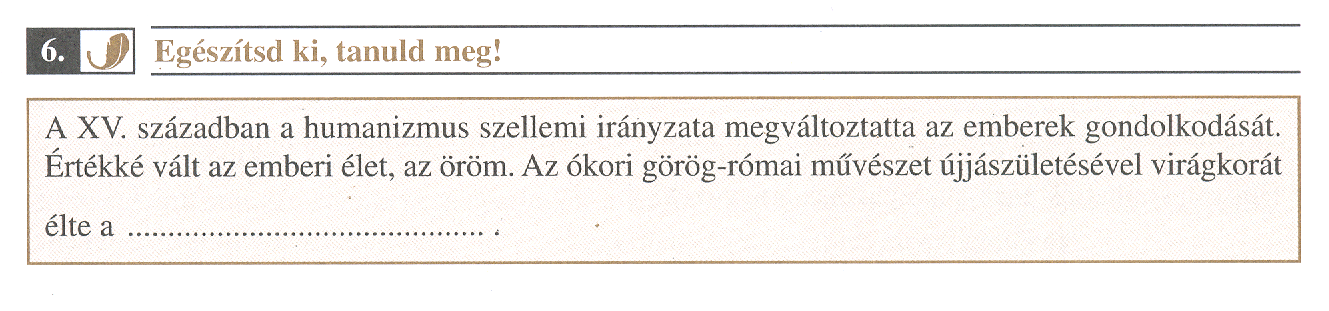 6. Egészítsd ki, tanuld meg!
A XV. században a humanizmus szellemi irányzata megváltoztatta az emberek gondolkodását.
Értékké vált az emberi élet, az öröm. Az ókori görög-római művészet újjászületésével virágkorát
élte a ............................................ .